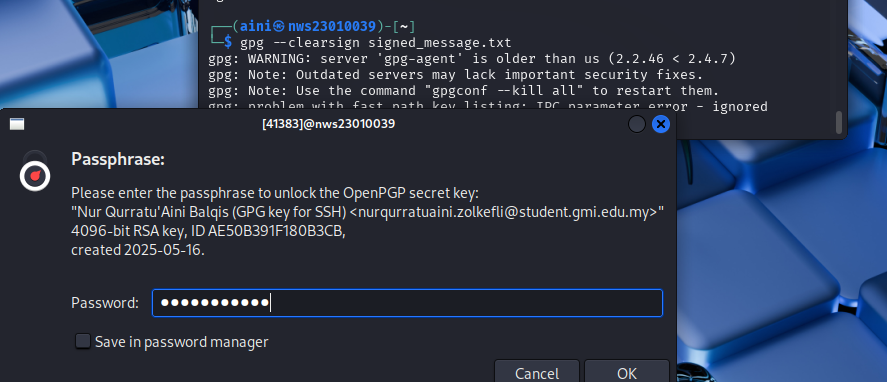 ┌──(aini㉿nws23010039)-[~]
└─$ gpg --clearsign signed_message.txt
gpg: WARNING: server 'gpg-agent' is older than us (2.2.46 < 2.4.7)
gpg: Note: Outdated servers may lack important security fixes.
gpg: Note: Use the command "gpgconf --kill all" to restart them.
gpg: problem with fast path key listing: IPC parameter error - ignored
[41383]@nws23010039
Passphrase:
Please enter the passphrase to unlock the OpenPGP secret key:
"Nur Qurratu'Aini Balqis (GPG key for SSH) <nurqurratuaini.zolkefli@student.gmi.edu.my>"
4096-bit RSA key, ID AE50B391F180B3CB,
created 2025-05-16.
Password: ●●●●●●●●●●●
Save in password manager
Cancel OK